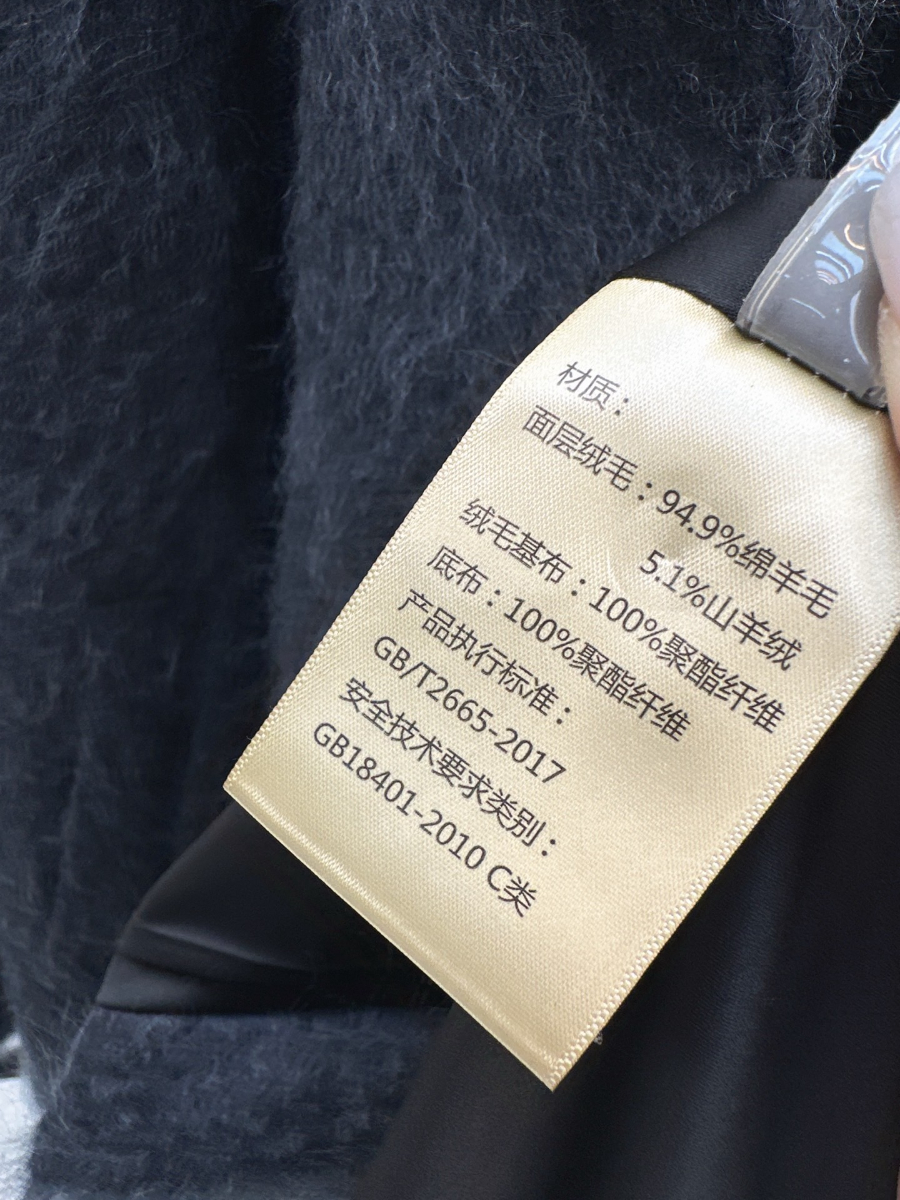 材质：
面层绒毛：94.9%绵羊毛
5.1%山羊绒
绒毛基布：100%聚酯纤维
底布：100%聚酯纤维
产品执行标准：
GB/T2665-2017
安全技术要求类别：
GB18401-2010 C类